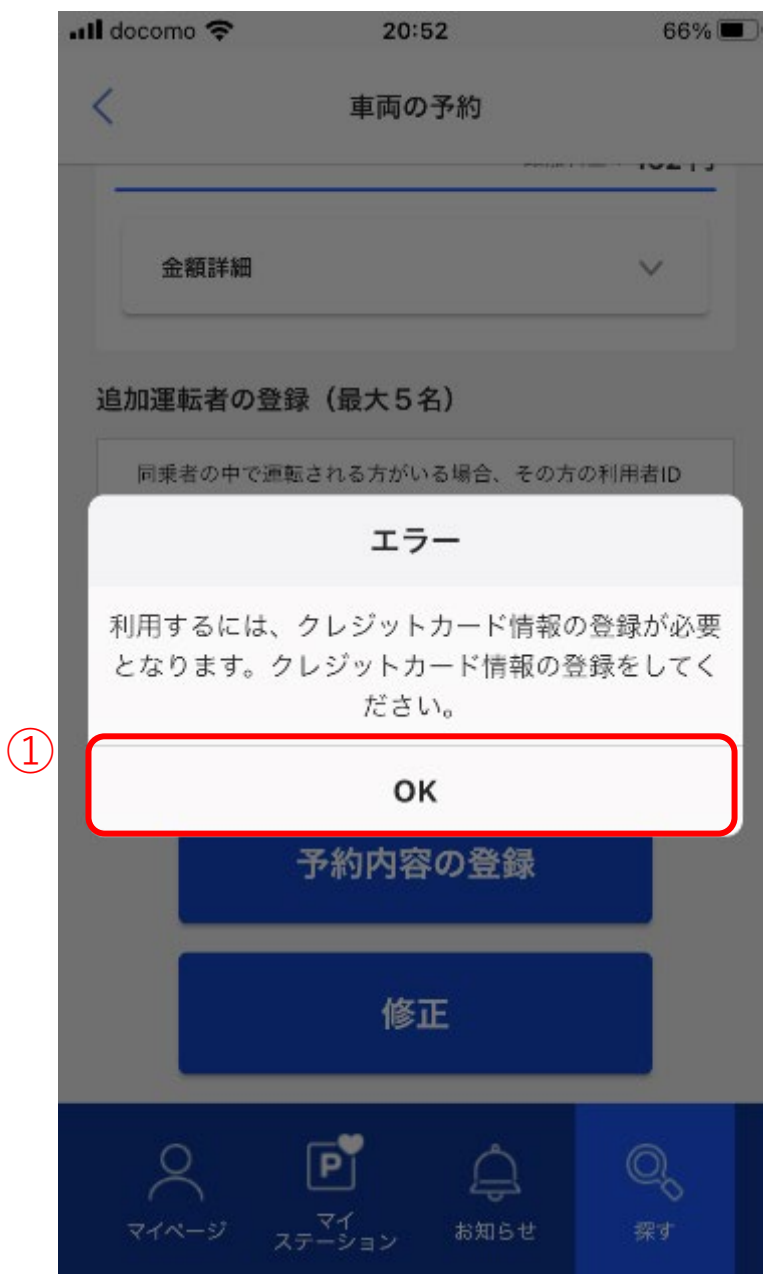 docomo 20:52 66%
車両の予約
金額詳細
追加運転者の登録（最大５名）
同乗者の中で運転される方がいる場合、その方の利用者ID
エラー
利用するには、クレジットカード情報の登録が必要
となります。クレジットカード情報の登録をしてく
ださい。
①
OK
予約内容の登録
修正
P
マイページ
マイ
ステーション
お知らせ
探す